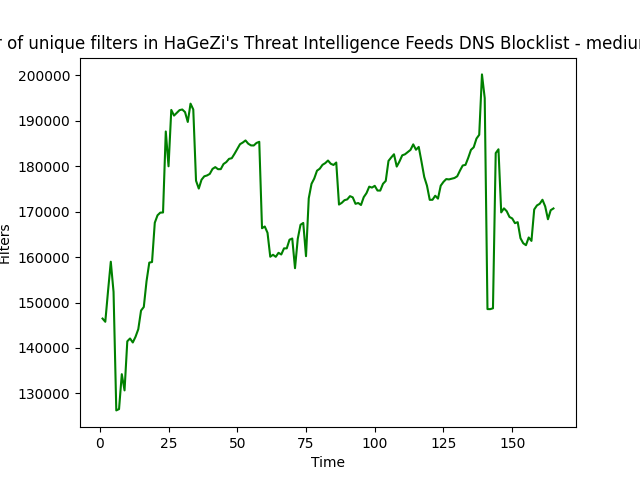 r of unique filters in HaGeZi's Threat Intelligence Feeds DNS Blocklist - medium
200000
190000
180000
170000
160000
150000
140000
130000
Filters
0 25 50 75 100 125 150
Time